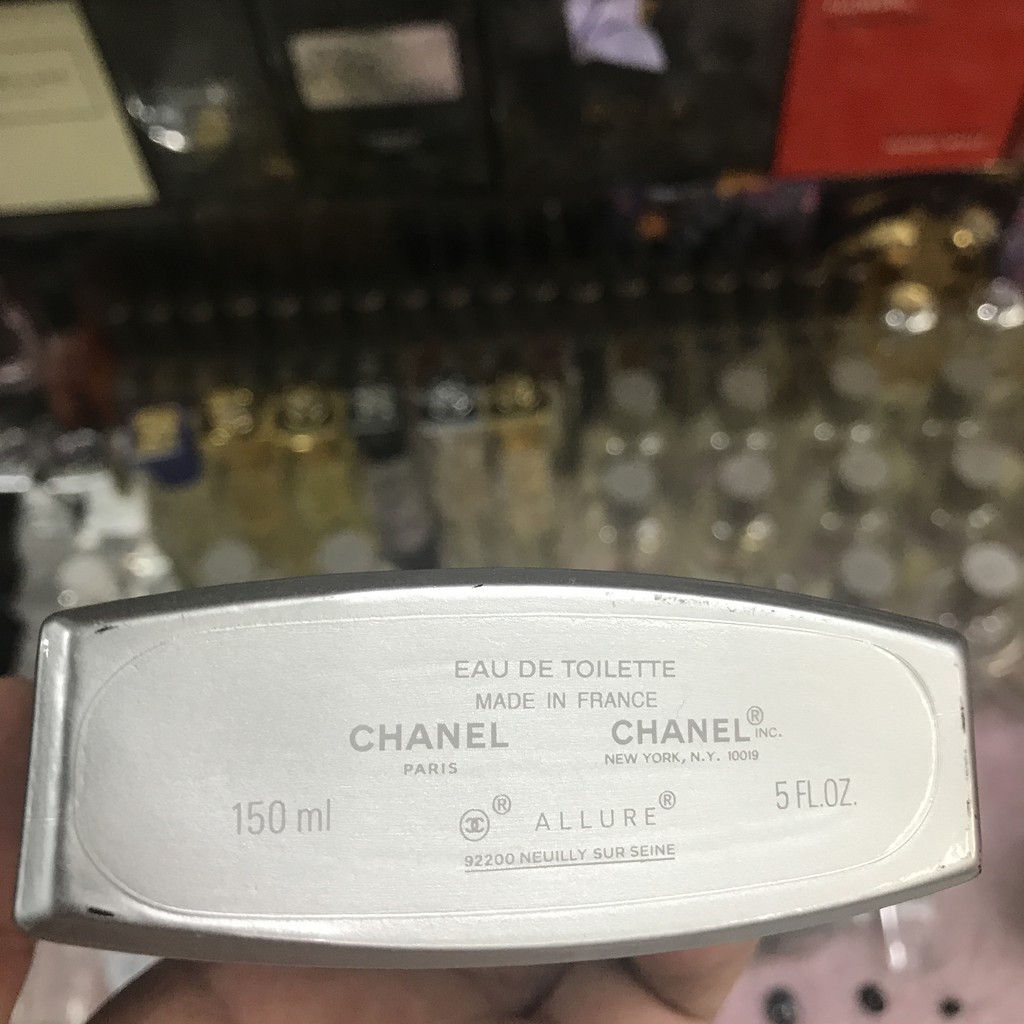 EAU DE TOILETTE
MADE IN FRANCE
CHANEL CHANEL® INC.
PARIS NEW YORK, N.Y. 10019
150 ml ® ALLURE® 5 FL.OZ.
92200 NEUILLY SUR SEINE